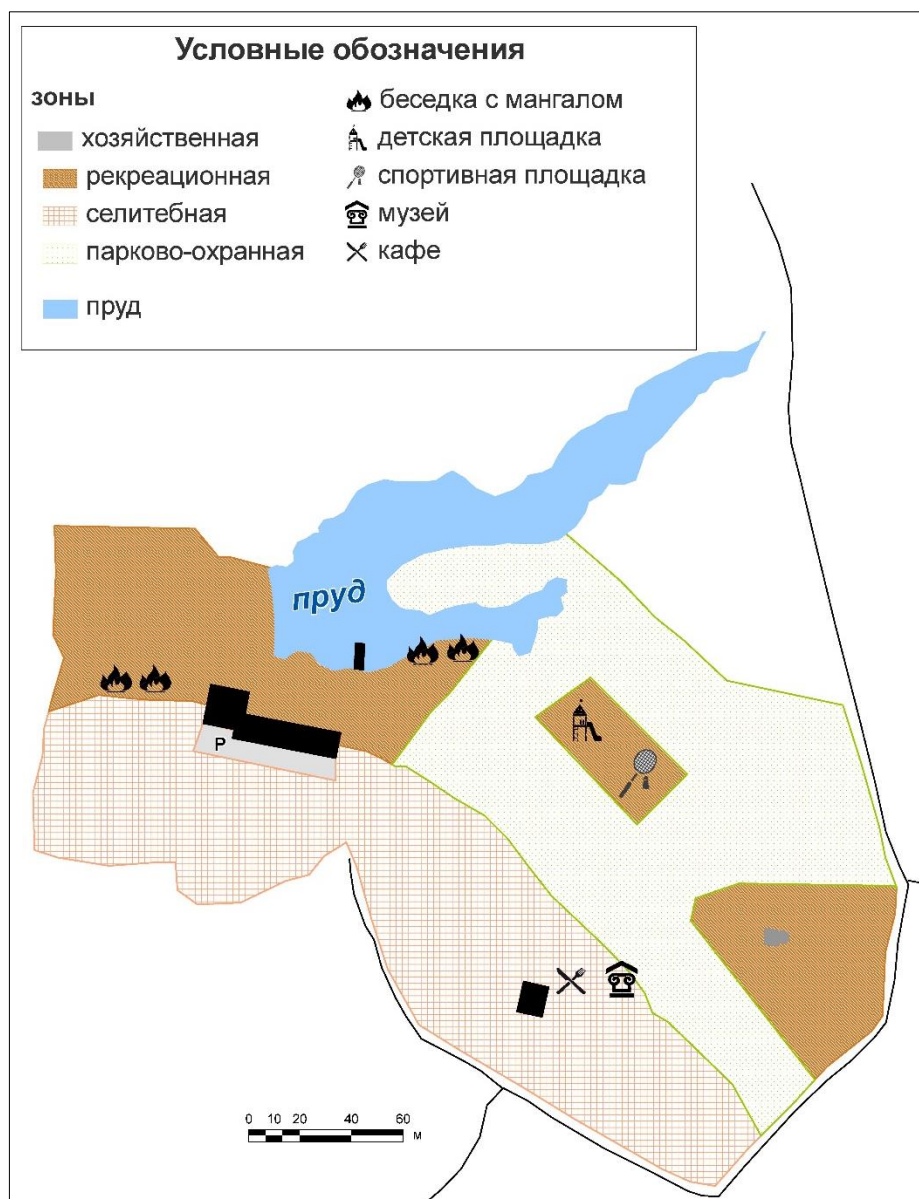 Условные обозначения
зоны
хозяйственная
рекреационная
селитебная
парково-охранная
пруд
беседка с мангалом
детская площадка
спортивная площадка
музей
кафе
пруд
P
0 10 20 40 60
м